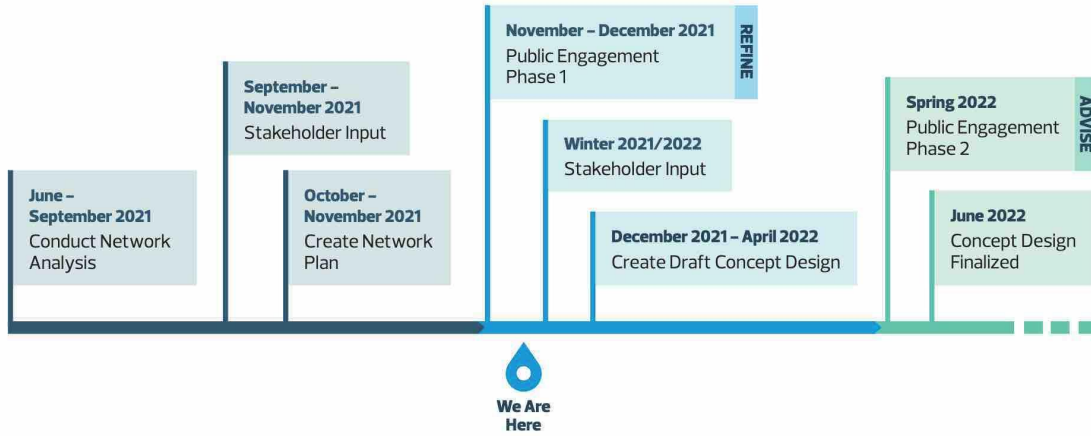 June –
September 2021
Conduct Network
Analysis
September –
November 2021
Stakeholder Input
October –
November 2021
Create Network
Plan
November – December 2021
Public Engagement
Phase 1
REFINE
Winter 2021/2022
Stakeholder Input
December 2021 – April 2022
Create Draft Concept Design
Spring 2022
Public Engagement
Phase 2
ADVISE
June 2022
Concept Design
Finalized
We Are
Here